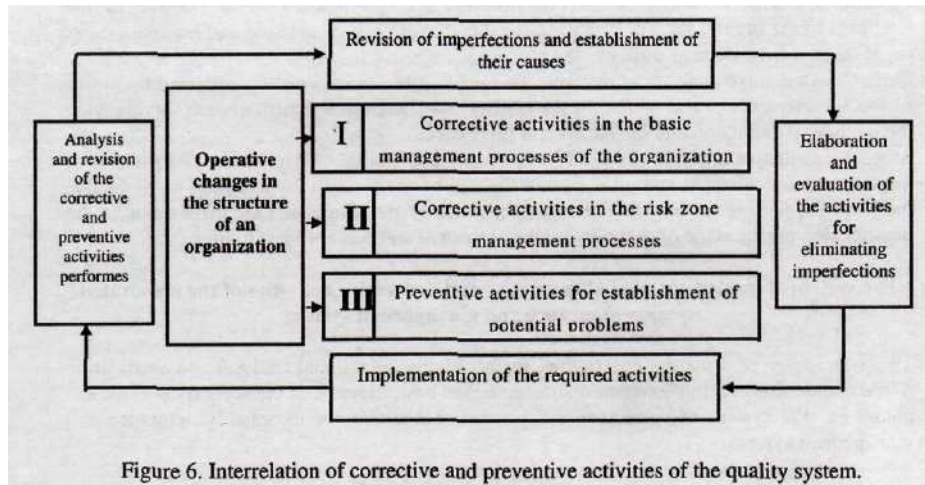 Revision of imperfections and establishment of
their causes
Analysis
and revision
of the
corrective
and
preventive
activities
performes
Operative
changes in
the structure
of an
organization
I
Corrective activities in the basic
management processes of the organization
II
Corrective activities in the risk zone
management processes
III
Preventive activities for establishment of
potential problems
Elaboration
and
evaluation of
the activities
for
eliminating
imperfections
Implementation of the required activities
Figure 6. Interrelation of corrective and preventive activities of the quality system.